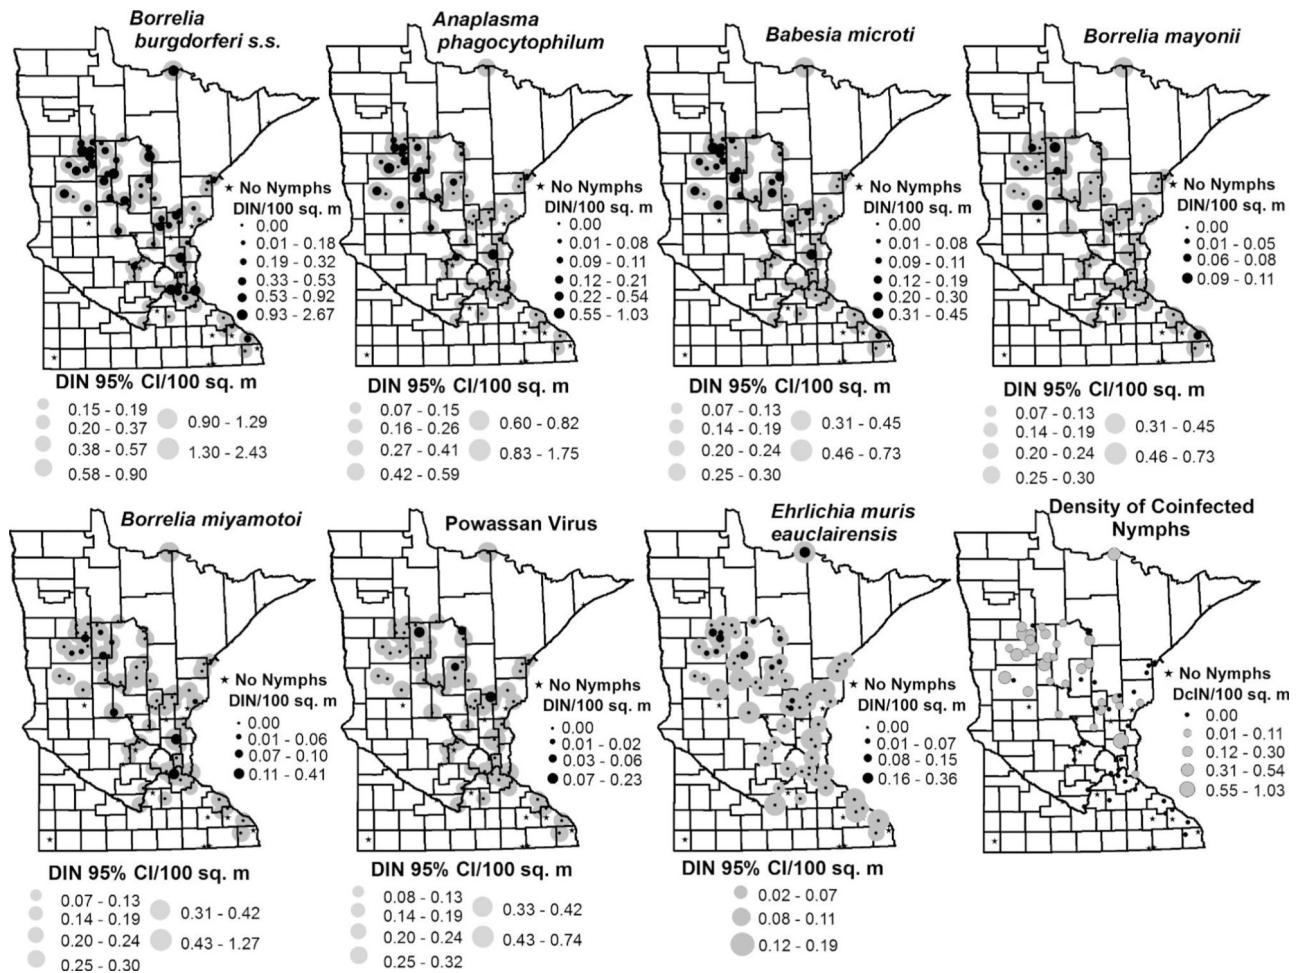 Borrelia
burgdorferi s.s.
★ No Nymphs
DIN/100 sq. m
0.00
0.01 - 0.18
0.19 - 0.32
0.33 - 0.53
0.53 - 0.92
0.93 - 2.67
DIN 95% CI/100 sq. m
0.15 - 0.19
0.20 - 0.37
0.38 - 0.57
0.58 - 0.90
0.90 - 1.29
1.30 - 2.43
Anaplasma
phagocytophilum
★ No Nymphs
DIN/100 sq. m
0.00
0.01 - 0.08
0.09 - 0.11
0.12 - 0.21
0.22 - 0.54
0.55 - 1.03
DIN 95% CI/100 sq. m
0.07 - 0.15
0.16 - 0.26
0.27 - 0.41
0.42 - 0.59
0.60 - 0.82
0.83 - 1.75
Babesia microti
★ No Nymphs
DIN/100 sq. m
0.00
0.01 - 0.08
0.09 - 0.11
0.12 - 0.19
0.20 - 0.30
0.31 - 0.45
DIN 95% CI/100 sq. m
0.07 - 0.13
0.14 - 0.19
0.20 - 0.24
0.25 - 0.30
0.31 - 0.45
0.46 - 0.73
Borrelia mayonii
★ No Nymphs
DIN/100 sq. m
0.00
0.01 - 0.05
0.06 - 0.08
0.09 - 0.11
DIN 95% CI/100 sq. m
0.07 - 0.13
0.14 - 0.19
0.20 - 0.24
0.25 - 0.30
0.31 - 0.45
0.46 - 0.73
Borrelia miyamotoi
★ No Nymphs
DIN/100 sq. m
0.00
0.01 - 0.06
0.07 - 0.10
0.11 - 0.41
DIN 95% CI/100 sq. m
0.07 - 0.13
0.14 - 0.19
0.20 - 0.24
0.25 - 0.30
0.31 - 0.42
0.43 - 1.27
Powassan Virus
★ No Nymphs
DIN/100 sq. m
0.00
0.01 - 0.02
0.03 - 0.06
0.07 - 0.23
DIN 95% CI/100 sq. m
0.08 - 0.13
0.14 - 0.19
0.20 - 0.24
0.25 - 0.32
0.33 - 0.42
0.43 - 0.74
Ehrlichia muris
eauclairensis
★ No Nymphs
DIN/100 sq. m
0.00
0.01 - 0.07
0.08 - 0.15
0.16 - 0.36
DIN 95% CI/100 sq. m
0.02 - 0.07
0.08 - 0.11
0.12 - 0.19
Density of Coinfected
Nymphs
★ No Nymphs
DcIN/100 sq. m
0.00
0.01 - 0.11
0.12 - 0.30
0.31 - 0.54
0.55 - 1.03